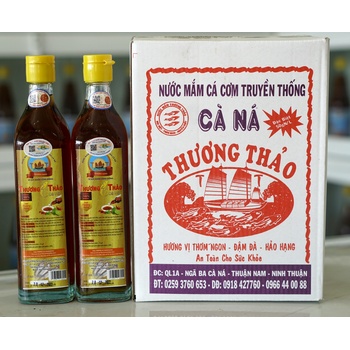 NƯỚC MẮM CÁ CƠM TRUYỀN THỐNG
CÀ NÁ
THƯƠNG THẢO
T T
HƯƠNG VỊ THƠM NGON - ĐẬM ĐÀ - HẢO HẠNG
An Toàn Cho Sức Khỏe
ĐC: QL.1A - NGÃ BA CÀ NÁ - THUẬN NAM - NINH THUẬN
ĐT: 0259 3760 653 - DĐ: 0918 427760 - 0966 44 00 88
THƯƠNG THẢO
THƯƠNG THẢO